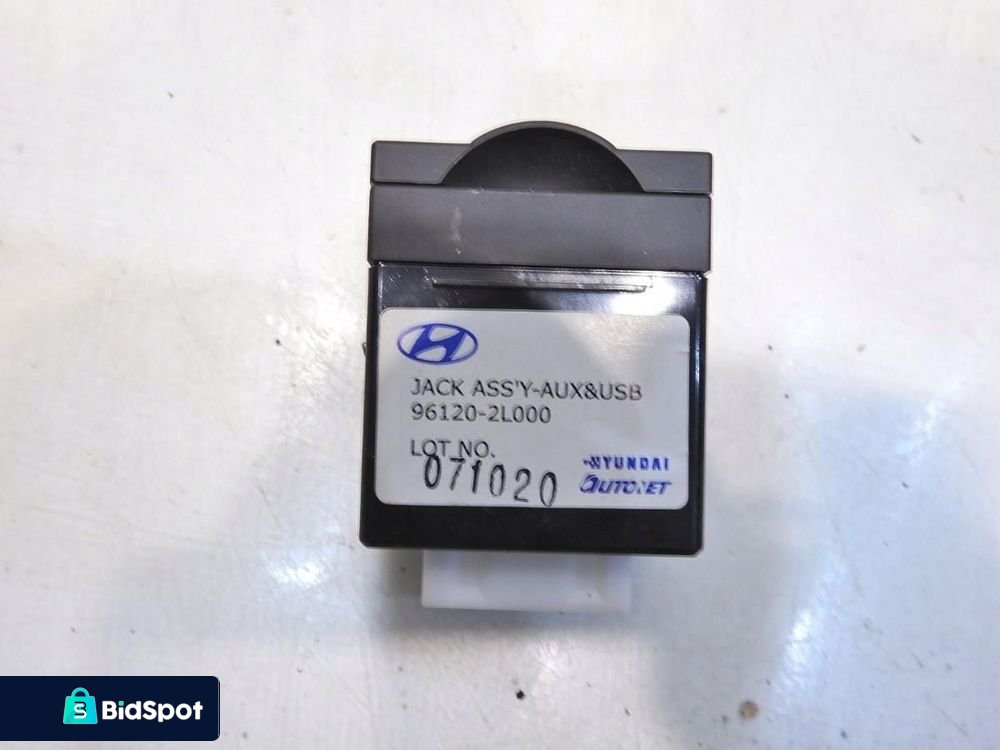 JACK ASS'Y-AUX&USB
96120-2L000
LOT NO.
071020
HYUNDAI
AUTONET
BidSpot